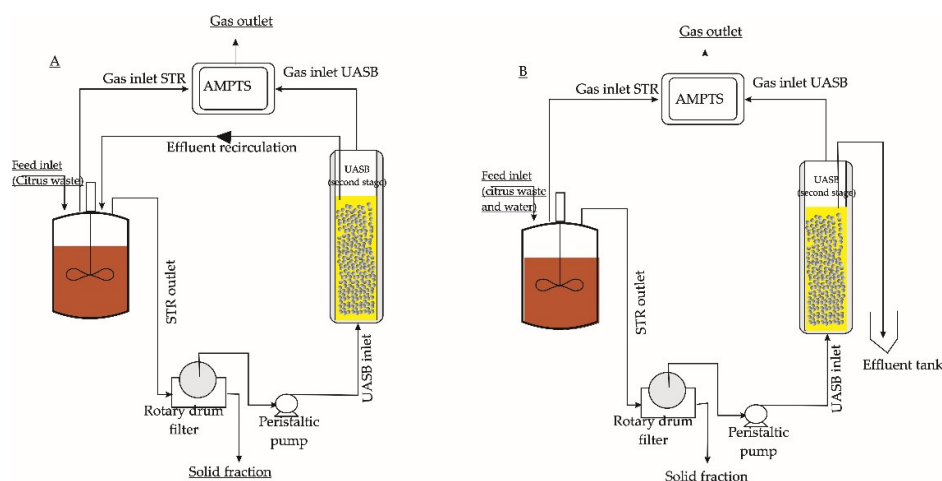 A
Gas outlet
Gas inlet STR
AMPTS
Gas inlet UASB
Effluent recirculation
Feed inlet
(Citrus waste)
UASB
(second stage)
STR outlet
UASB inlet
Rotary drum
filter
Peristaltic
pump
Solid fraction
B
Gas outlet
Gas inlet STR
AMPTS
Gas inlet UASB
Feed inlet
(citrus waste
and water)
UASB
(second stage)
STR outlet
UASB inlet
Effluent tank
Rotary drum
filter
Peristaltic
pump
Solid fraction